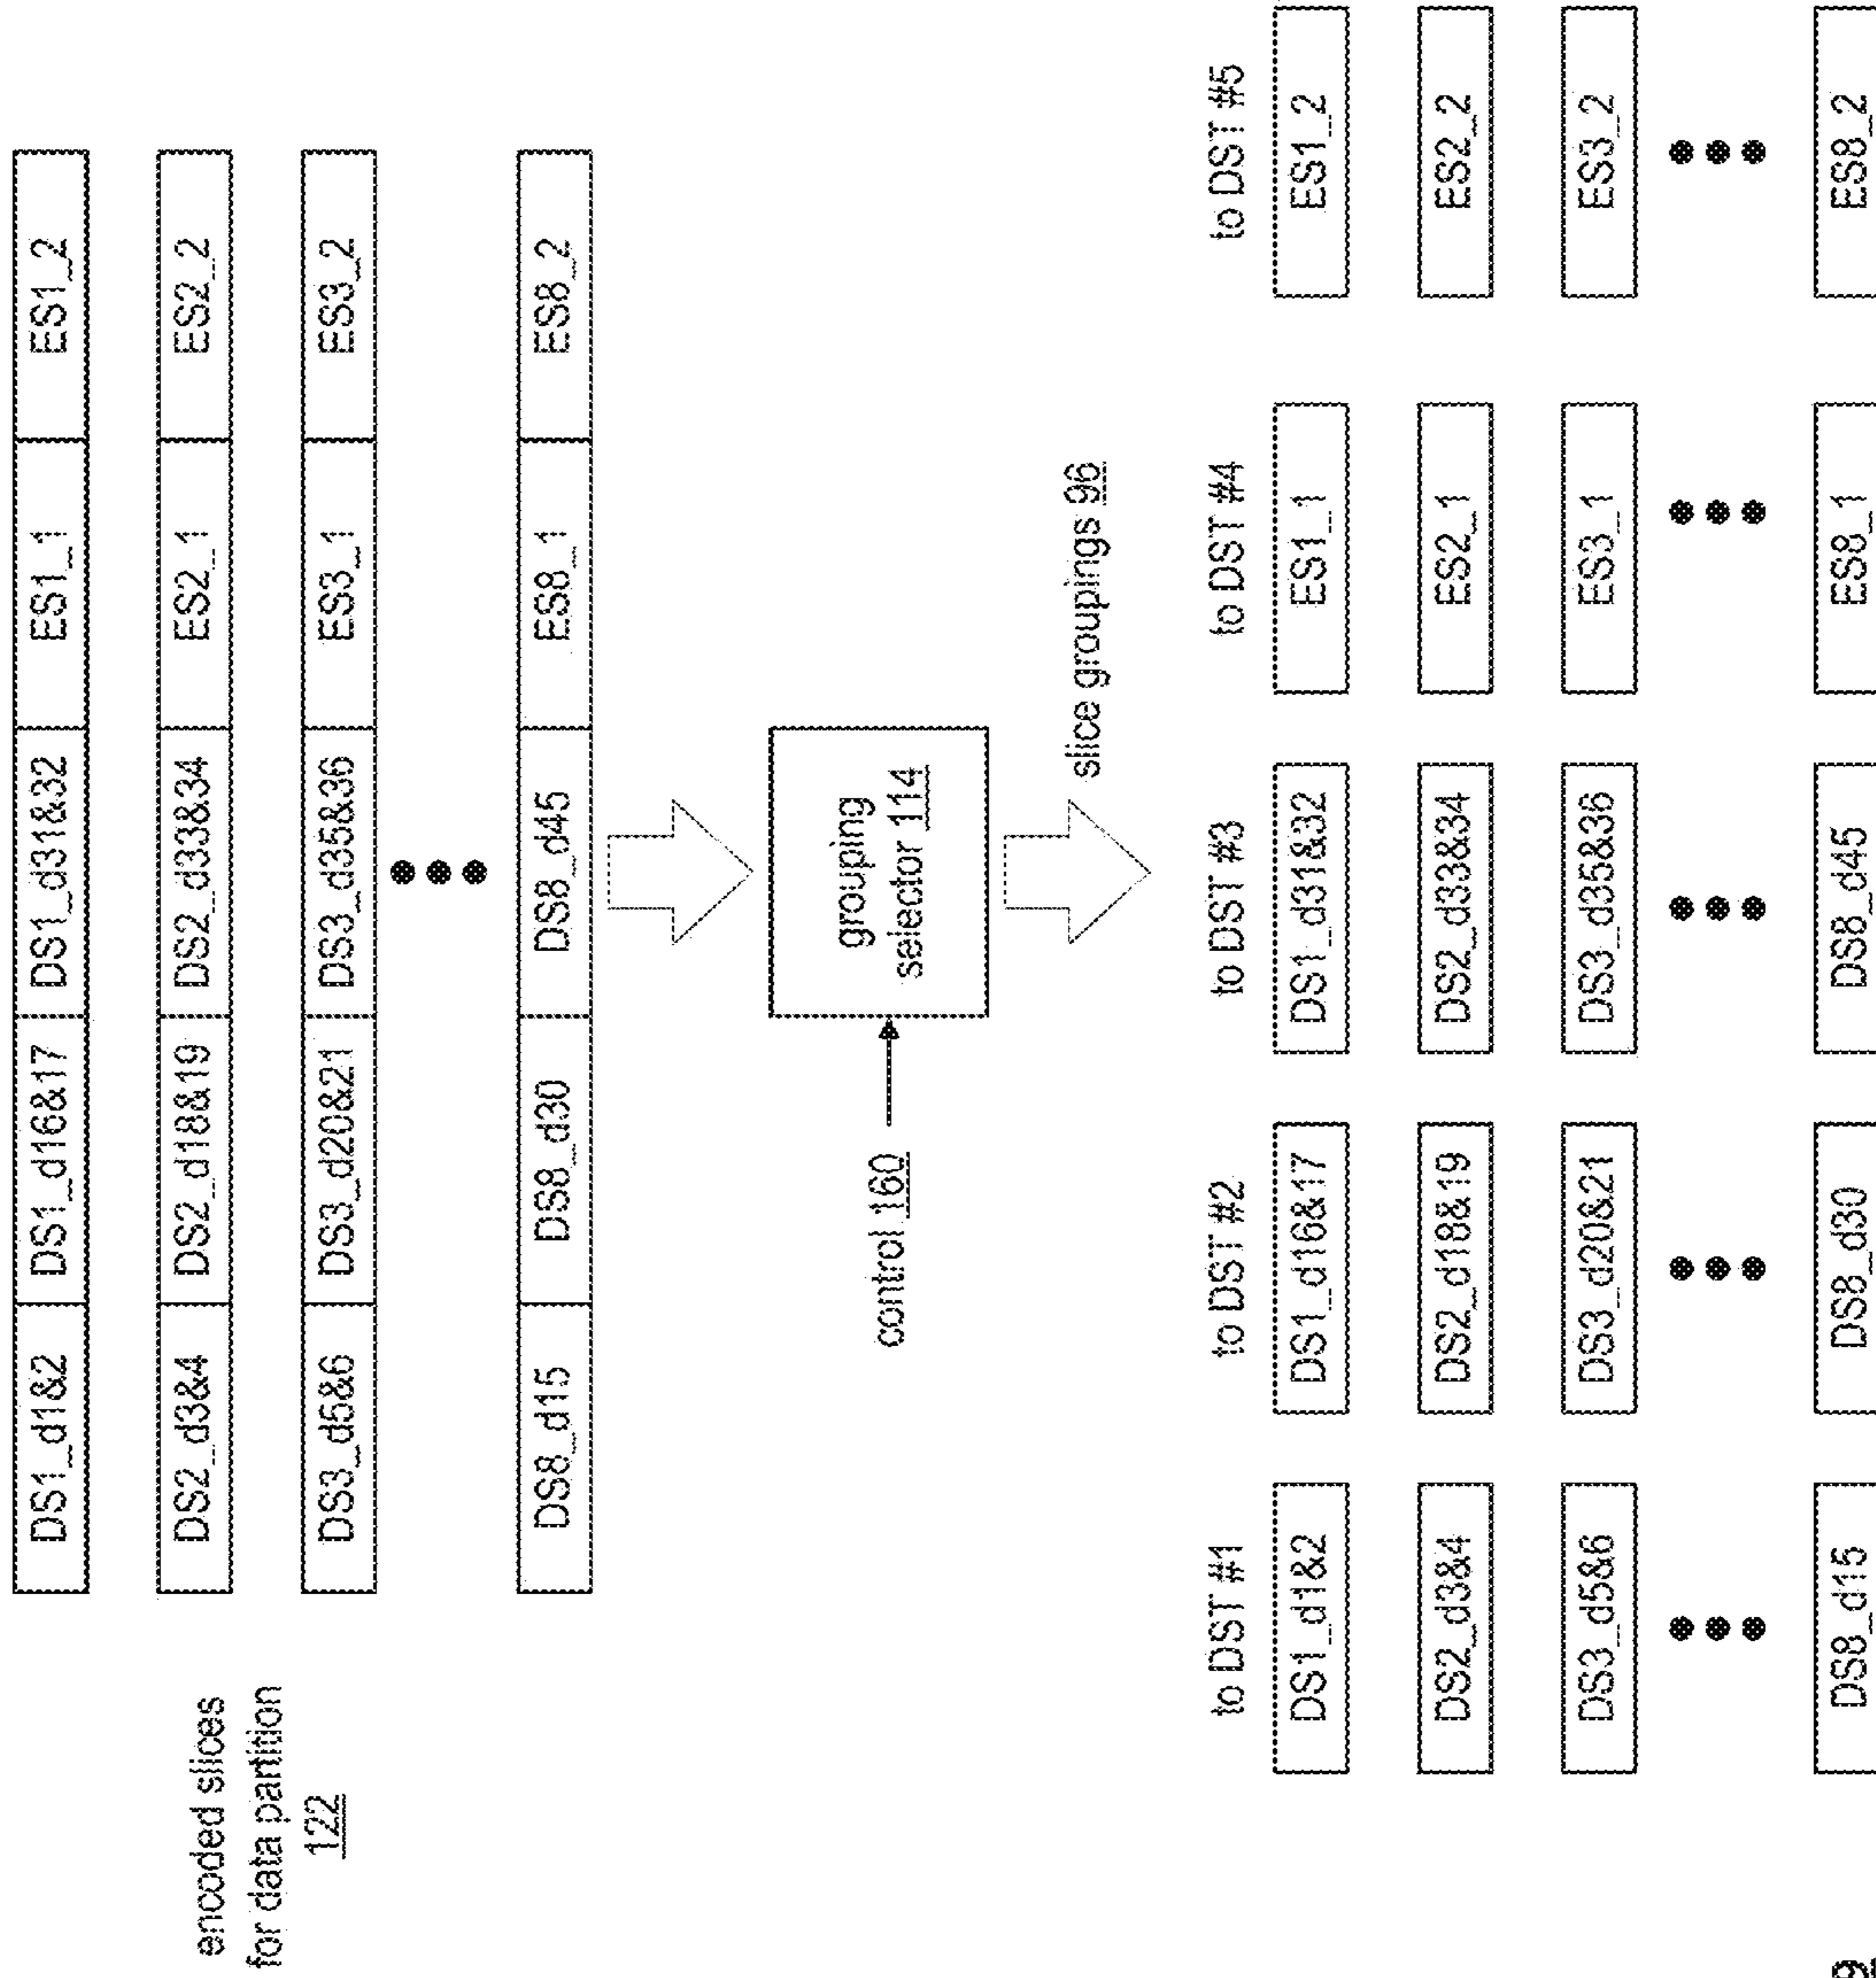 encoded slices
for data partition
122
DS1_d1&2 DS1_d16&17 DS1_d31&32 ES1_1 ES1_2
DS2_d3&4 DS2_d18&19 DS2_d33&34 ES2_1 ES2_2
DS3_d5&6 DS3_d20&21 DS3_d35&36 ES3_1 ES3_2
DS8_d15 DS8_d30 DS8_d45 ES8_1 ES8_2
control 160
grouping
selector 114
slice groupings 96
to DST #1 to DST #2 to DST #3 to DST #4 to DST #5
DS1_d1&2 DS1_d16&17 DS1_d31&32 ES1_1 ES1_2
DS2_d3&4 DS2_d18&19 DS2_d33&34 ES2_1 ES2_2
DS3_d5&6 DS3_d20&21 DS3_d35&36 ES3_1 ES3_2
DS8_d15 DS8_d30 DS8_d45 ES8_1 ES8_2